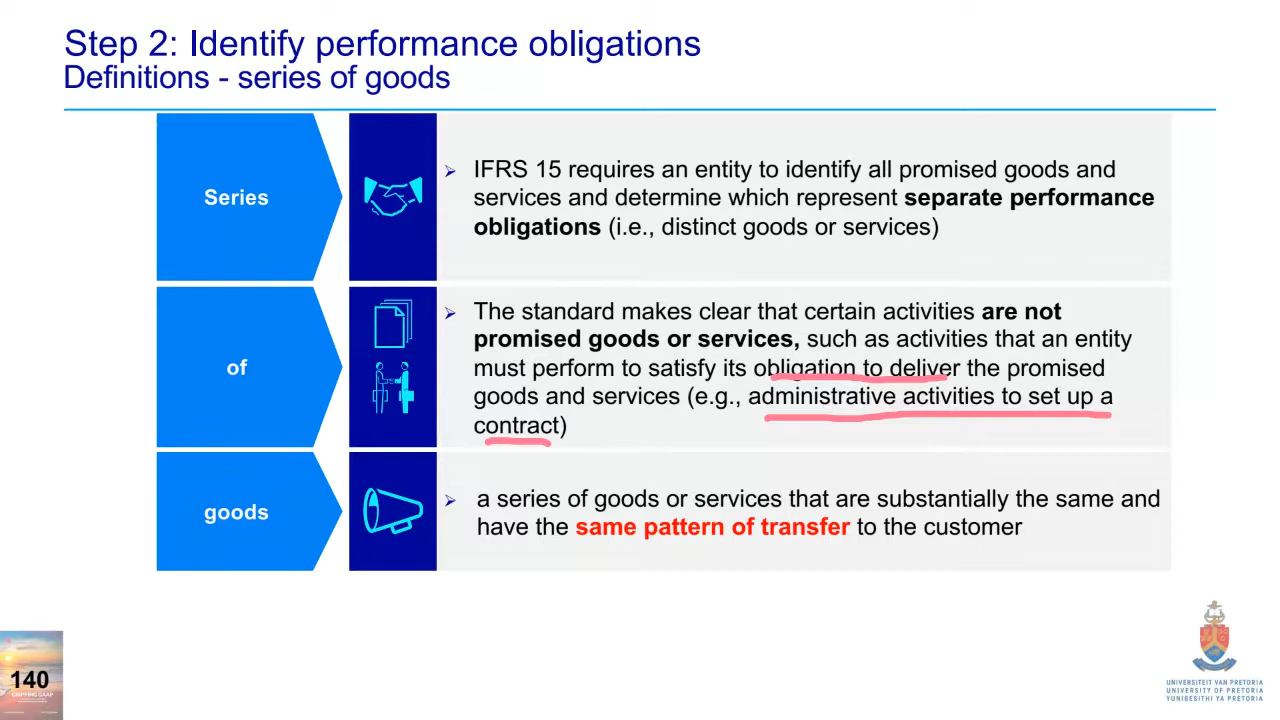 Step 2: Identify performance obligations
Definitions - series of goods
Series
➢ IFRS 15 requires an entity to identify all promised goods and
services and determine which represent separate performance
obligations (i.e., distinct goods or services)
of
➢ The standard makes clear that certain activities are not
promised goods or services, such as activities that an entity
must perform to satisfy its obligation to deliver the promised
goods and services (e.g., administrative activities to set up a
contract)
goods
➢ a series of goods or services that are substantially the same and
have the same pattern of transfer to the customer
140
GRIPPING GAAP
UNIVERSITEIT VAN PRETORIA
UNIVERSITY OF PRETORIA
YUNIBESITHI YA PRETORIA